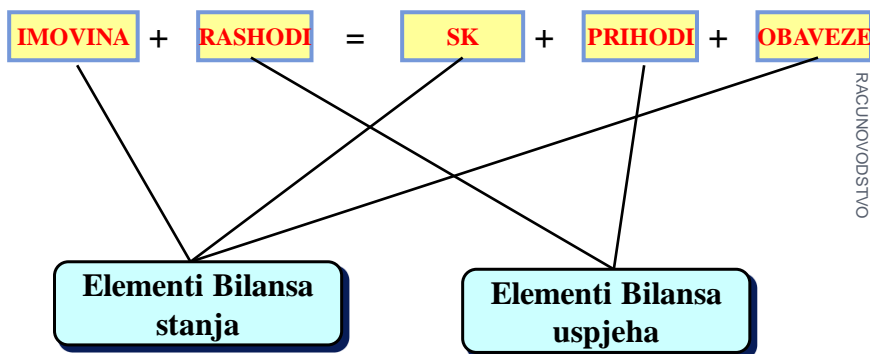 IMOVINA + RASHODI = SK + PRIHODI + OBAVEZE
RACUNOVODSTVO
Elementi Bilansa
stanja
Elementi Bilansa
uspjeha